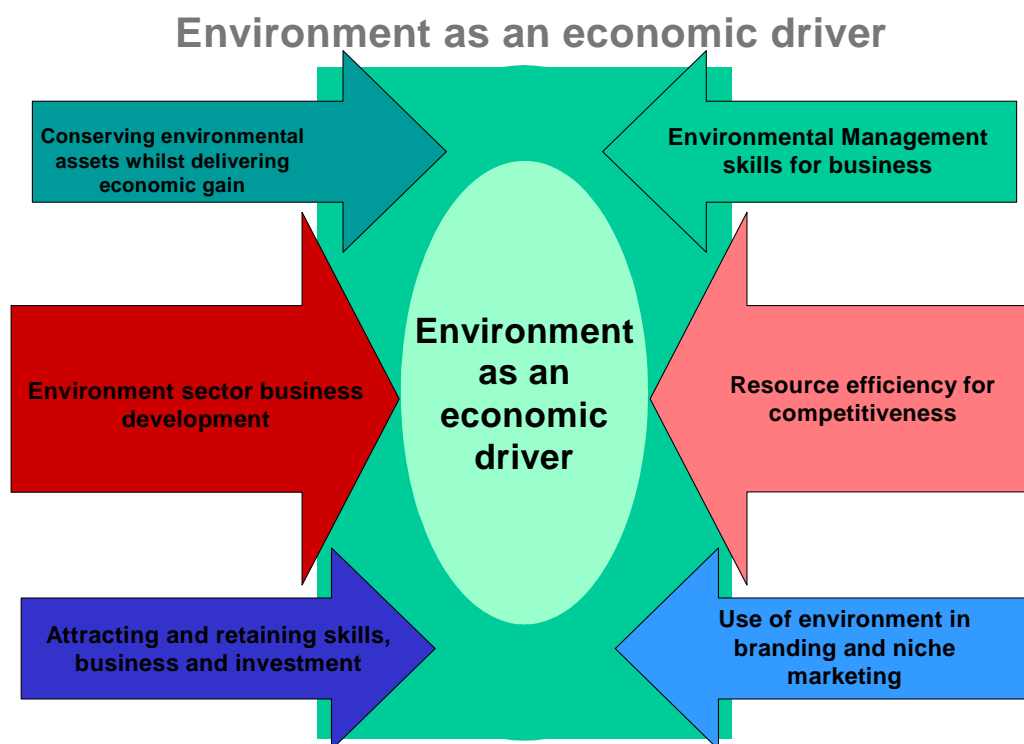 Environment as an economic driver
Conserving environmental
assets whilst delivering
economic gain
Environmental Management
skills for business
Environment sector business
development
Environment
as an
economic
driver
Resource efficiency for
competitiveness
Attracting and retaining skills,
business and investment
Use of environment in
branding and niche
marketing